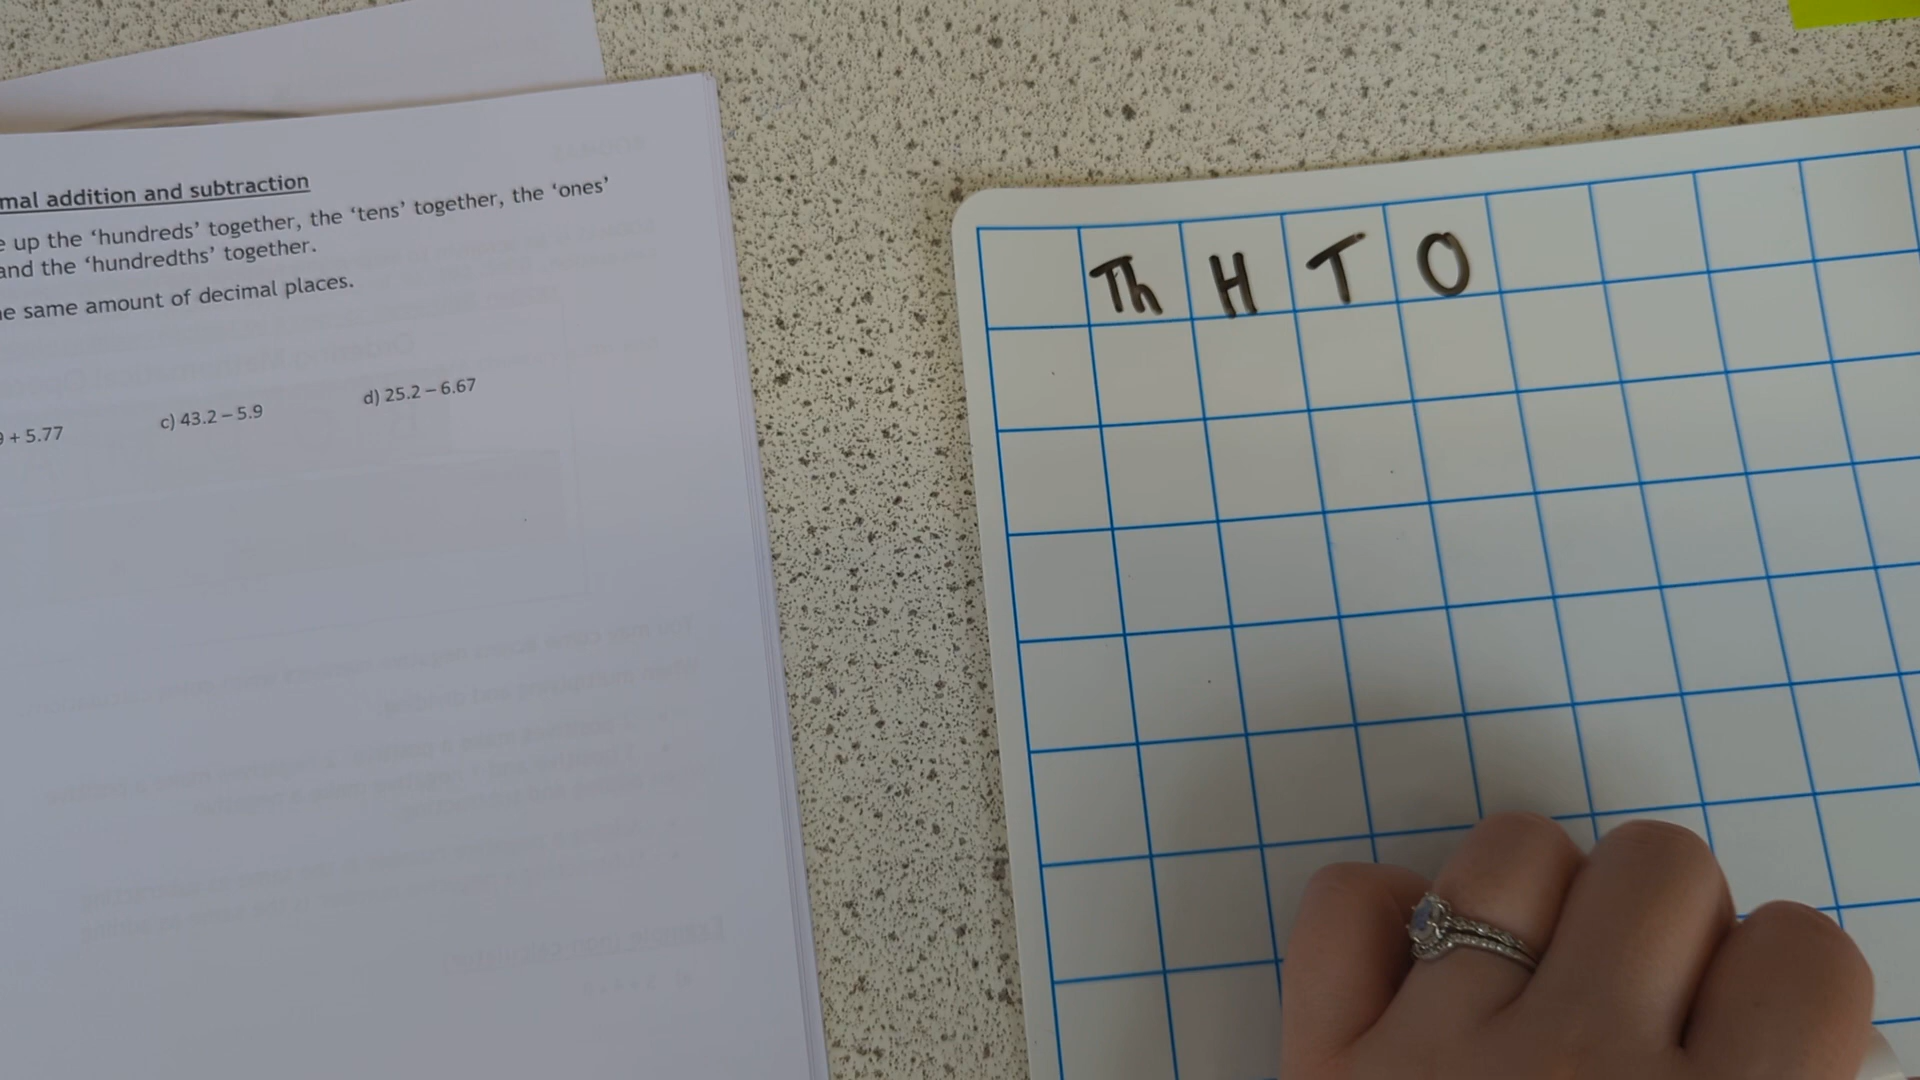 mal addition and subtraction
e up the ‘hundreds’ together, the ‘tens’ together, the ‘ones’
and the ‘hundredths’ together.
e same amount of decimal places.
9 + 5.77 c) 43.2 – 5.9 d) 25.2 – 6.67
Th H T O